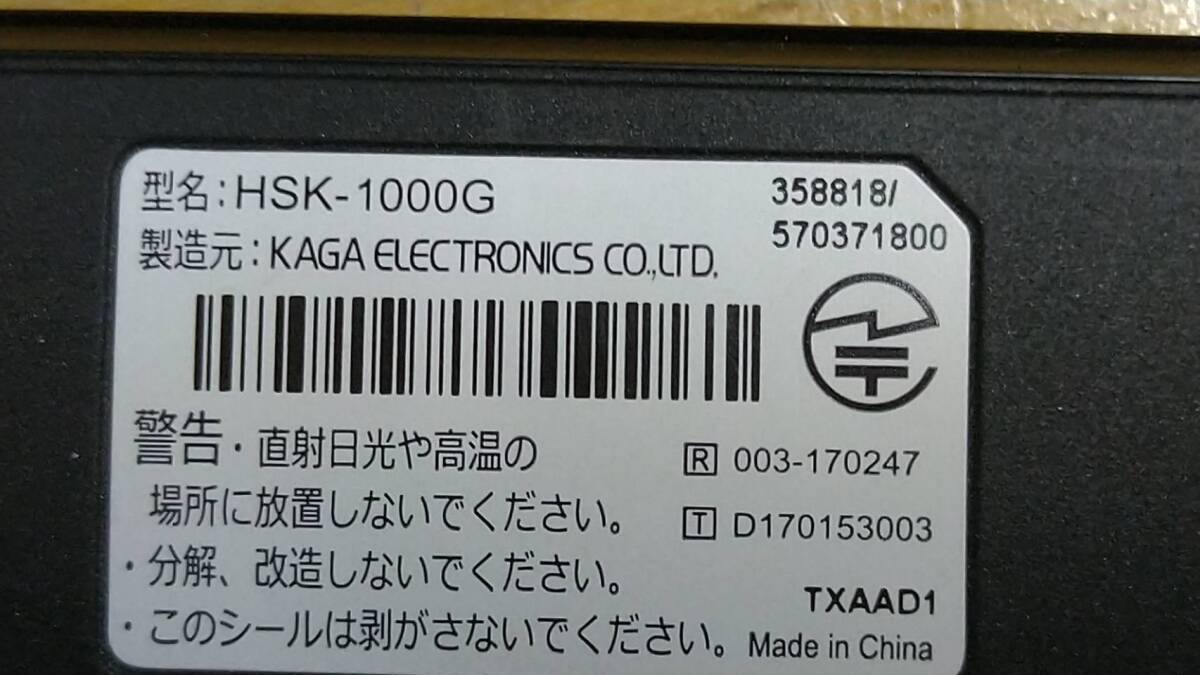 型名:HSK-1000G
358818/
570371800
製造元:KAGA ELECTRONICS CO.,LTD.
警告・直射日光や高温の
場所に放置しないでください。
・分解、改造しないでください。
・このシールは剥がさないでください。
R 003-170247
T D170153003
TXAAD1
Made in China